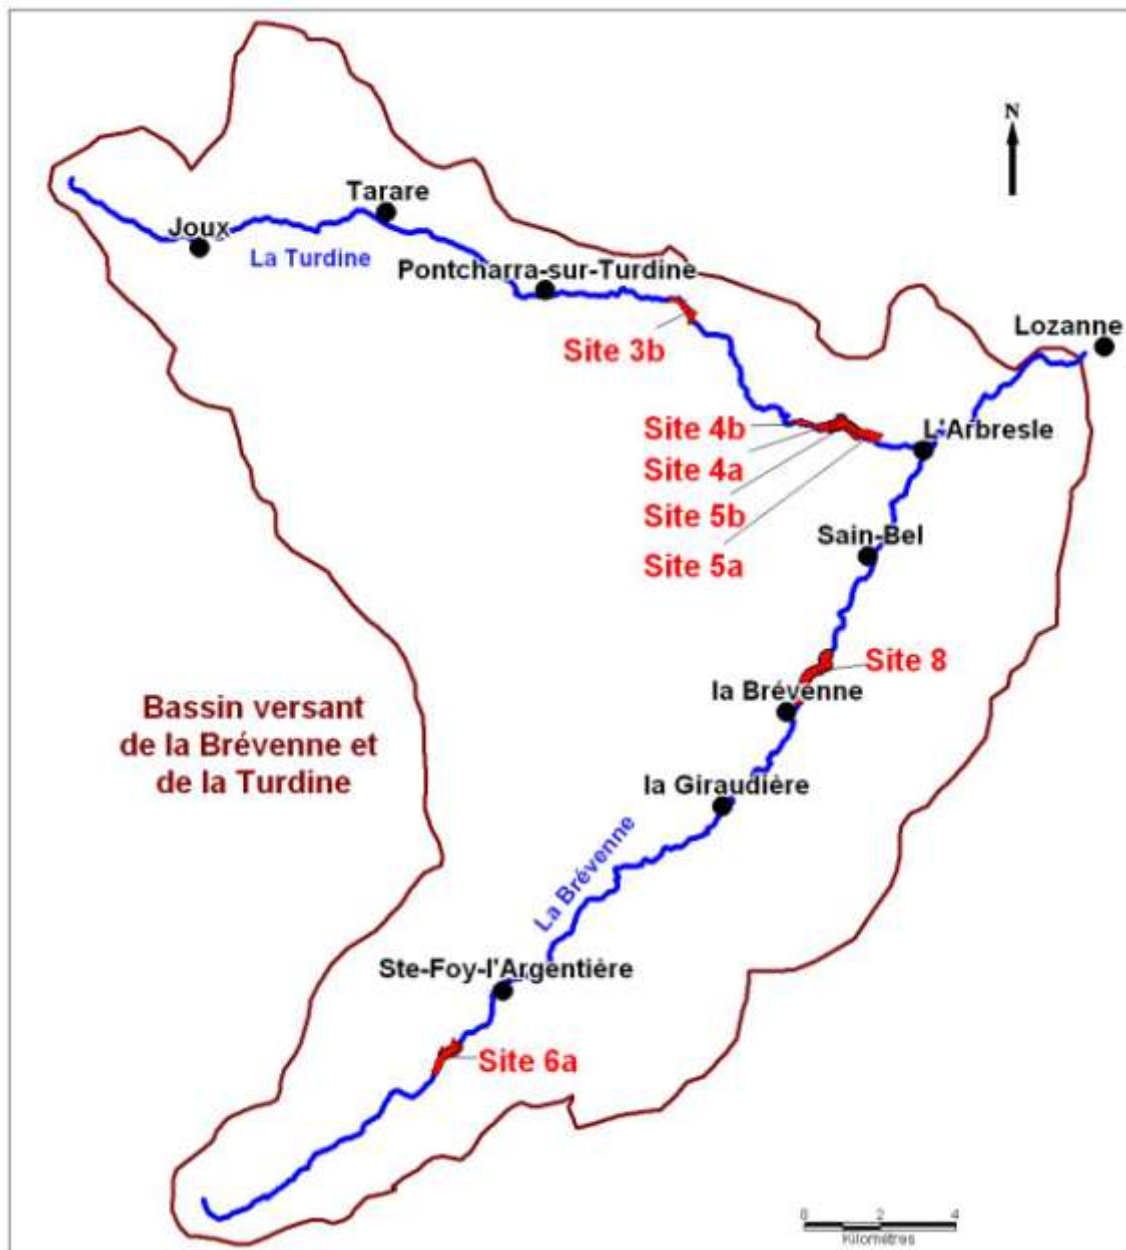 N
Tarare
Joux
La Turdine
Pontcharra-sur-Turdine
Lozanne
Site 3b
Site 4b
L'Arbresle
Site 4a
Site 5b
Sain-Bel
Site 5a
Site 8
la Brévenne
Bassin versant
de la Brévenne et
de la Turdine
la Giraudière
La Brévenne
Ste-Foy-l'Argentière
Site 6a
0 2 4
Kilomètres